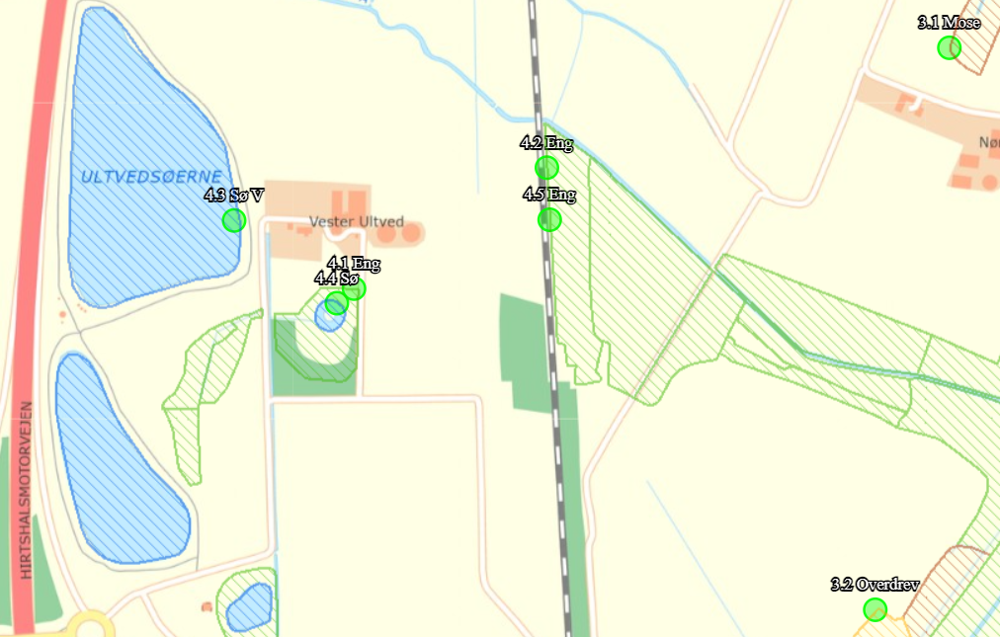 3.1 Mose
4.2 Eng
Nør
ULTVEDSØERNE
4.3 Sø V
4.5 Eng
Vester Ultved
4.1 Eng
4.4 Sø
HIRTSHALSMOTORVEJEN
3.2 Overdrev